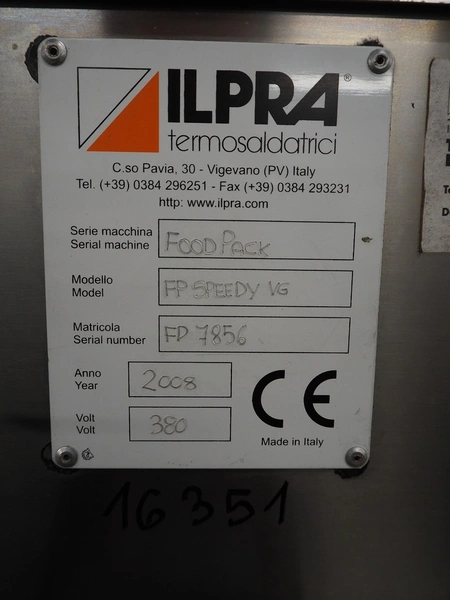 ILPRA®
termosaldatrici
C.so Pavia, 30 - Vigevano (PV) Italy
Tel. (+39) 0384 296251 - Fax (+39) 0384 293231
http: www.ilpra.com
Serie macchina
Serial machine
FOOD PACK
Modello
Model
FP SPEEDY VG
Matricola
Serial number
FD 7856
Anno
Year
2008
Volt
Volt
380
CE
Made in Italy
16351